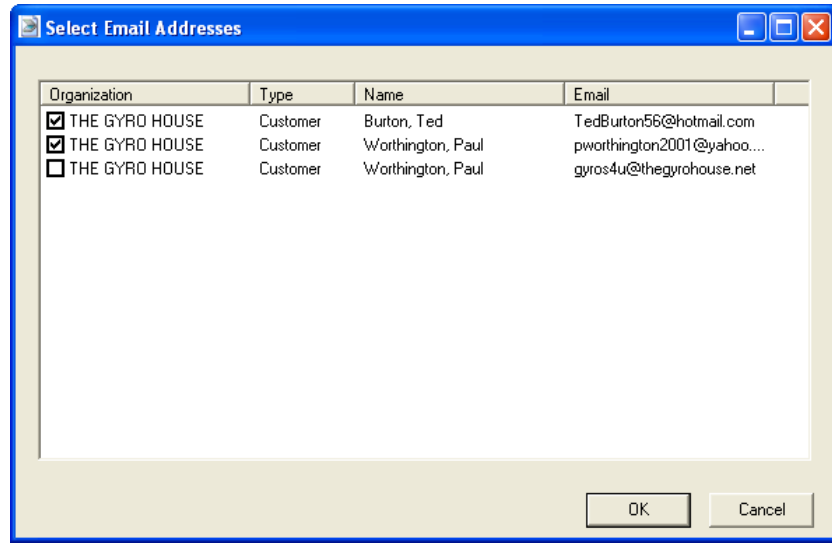 Select Email Addresses
Organization Type Name Email
THE GYRO HOUSE Customer Burton, Ted TedBurton56@hotmail.com
THE GYRO HOUSE Customer Worthington, Paul pworthington2001@yahoo....
THE GYRO HOUSE Customer Worthington, Paul gyros4u@thegyrohouse.net
OK Cancel